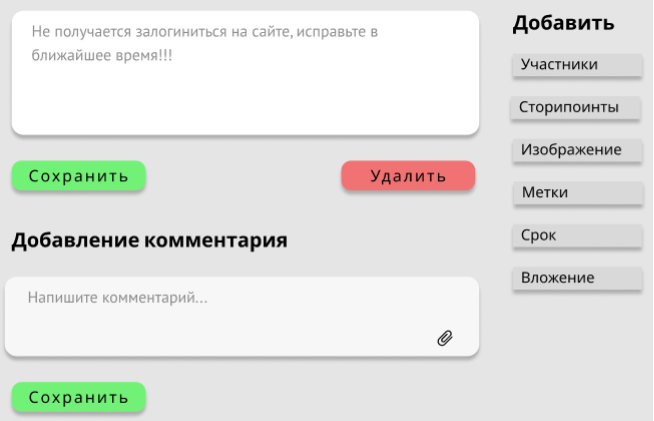 Не получается залогиниться на сайте, исправьте в
ближайшее время!!!
Сохранить
Удалить
Добавление комментария
Напишите комментарий...
Сохранить
Добавить
Участники
Сторипоинты
Изображение
Метки
Срок
Вложение